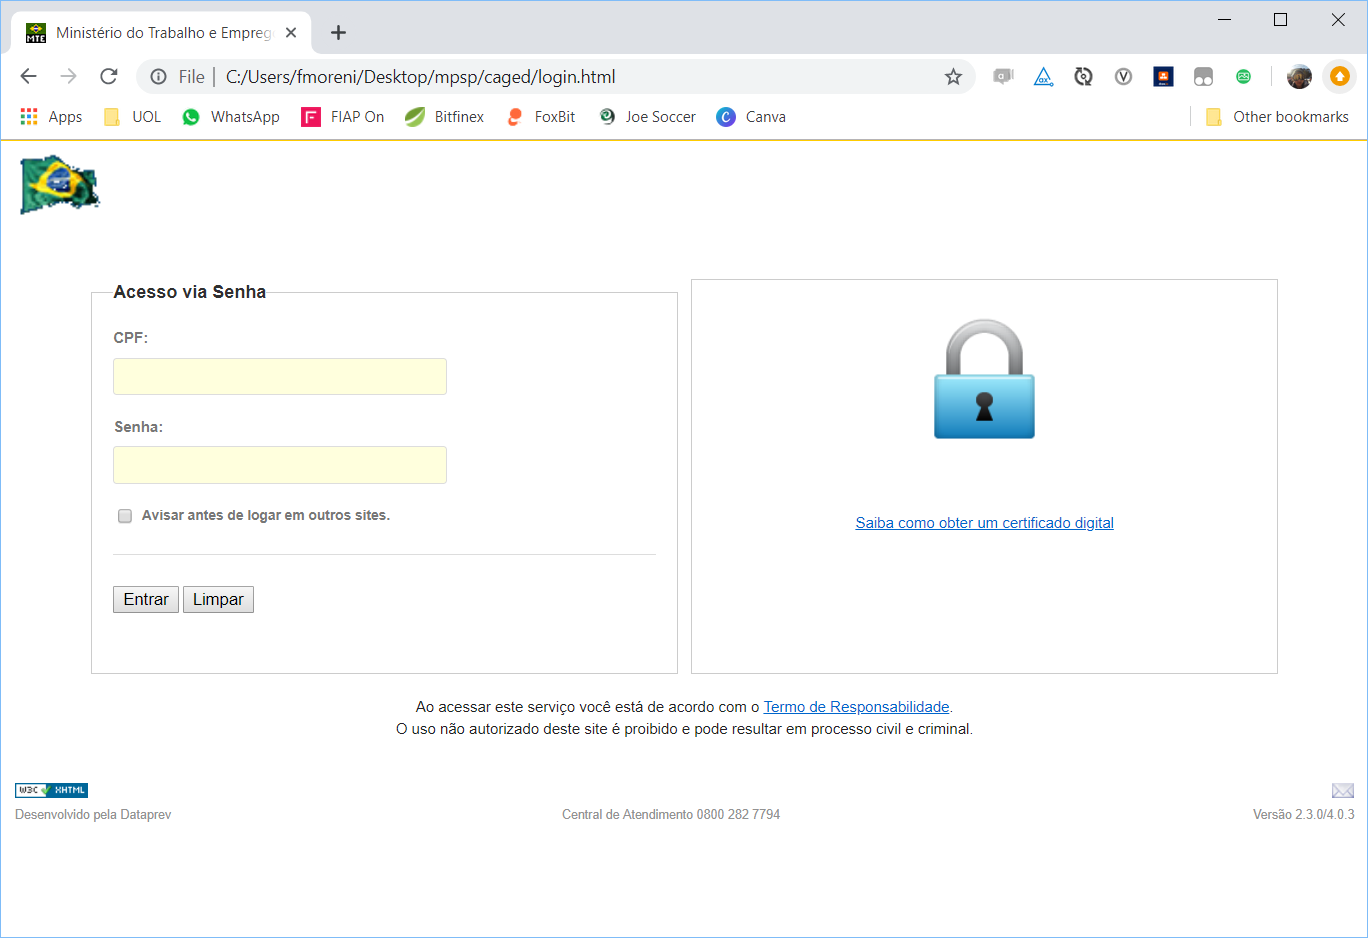 MTE
Ministério do Trabalho e Empreg
File
C:/Users/fmoreni/Desktop/mpsp/caged/login.html
Apps
UOL
WhatsApp
FIAP On
Bitfinex
FoxBit
Joe Soccer
Canva
Other bookmarks
Acesso via Senha
CPF:
Senha:
Avisar antes de logar em outros sites.
Entrar
Limpar
Saiba como obter um certificado digital
Ao acessar este serviço você está de acordo com o Termo de Responsabilidade.
O uso não autorizado deste site é proibido e pode resultar em processo civil e criminal.
W3C XHTML
Desenvolvido pela Dataprev
Central de Atendimento 0800 282 7794
Versão 2.3.0/4.0.3